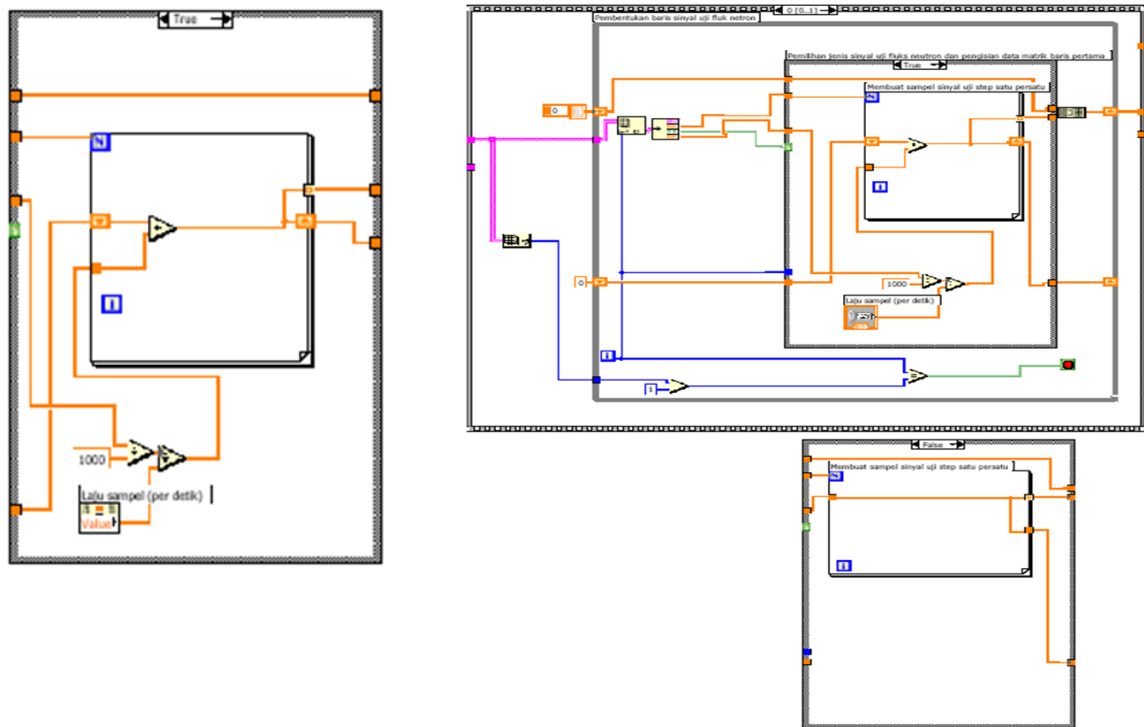 True
N
i
1000
Laju sampel (per detik)
Value
0 [0..1]
Pembentukan baris sinyal uji fluk netron
Pemilihan jenis sinyal uji fluks neutron dan pengisian data matrik baris pertama
True
Membuat sampel sinyal uji step satu persatu
N
0
i
0
1000
Laju sampel (per detik)
i
1
False
Membuat sampel sinyal uji step satu persatu
N
i